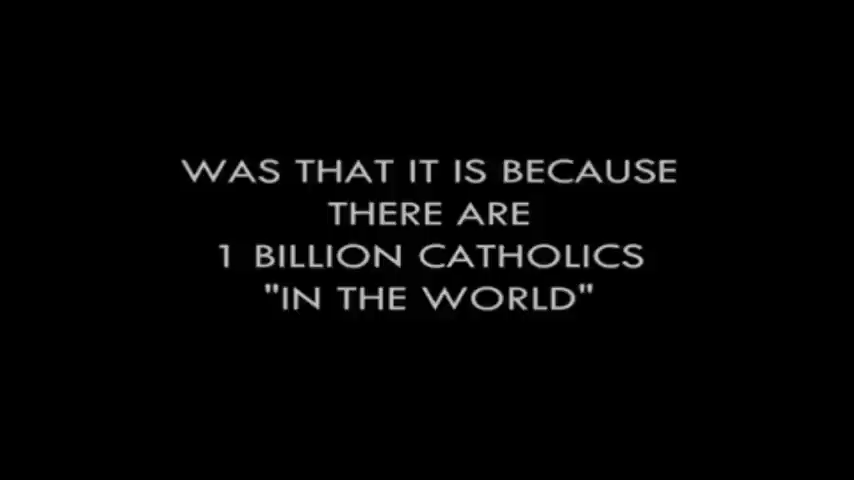 WAS THAT IT IS BECAUSE
THERE ARE
1 BILLION CATHOLICS
"IN THE WORLD"